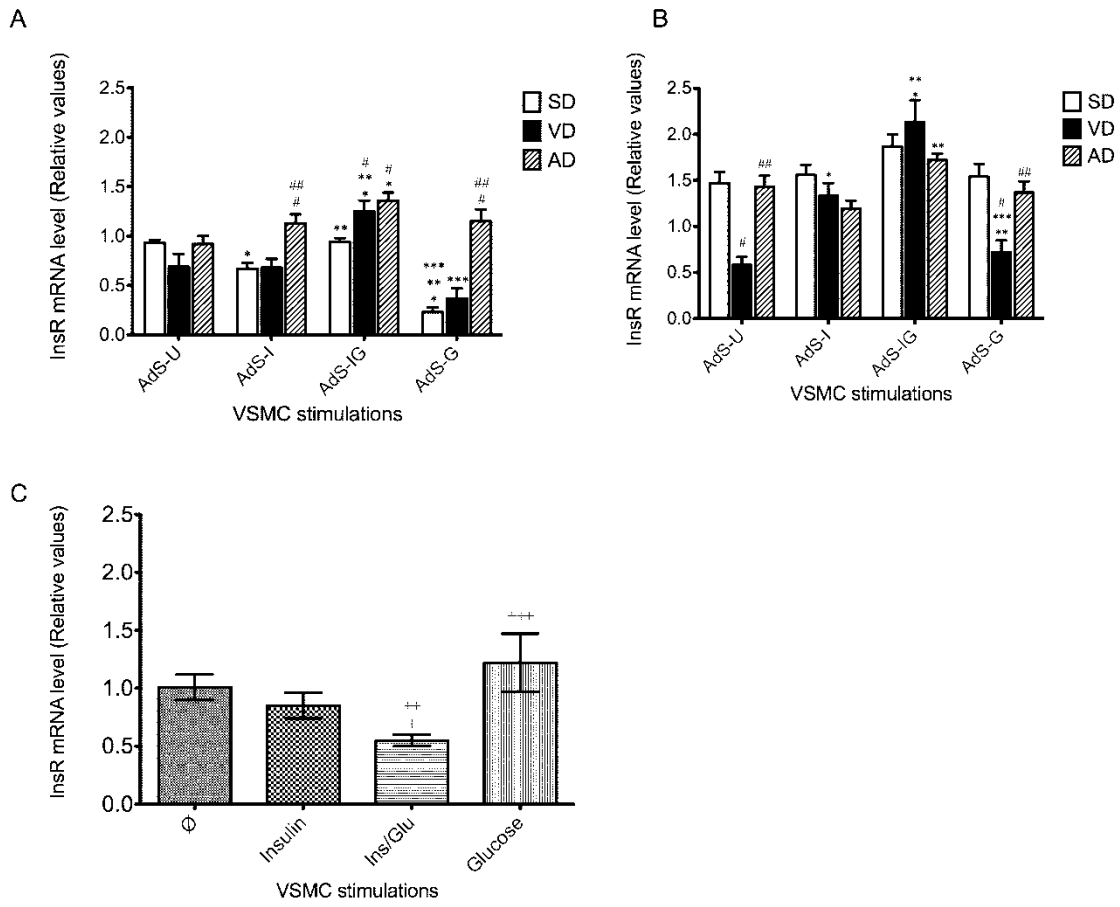 A
InsR mRNA level (Relative values)
2.5
2.0
1.5
1.0
0.5
0.0
*
**
#
**
*
##
#
#
*
***
**
*
***
##
#
AdS-U
AdS-I
AdS-IG
AdS-G
VSMC stimulations
SD
VD
AD
B
InsR mRNA level (Relative values)
2.5
2.0
1.5
1.0
0.5
0.0
#
##
*
**
*
**
#
***
**
##
AdS-U
AdS-I
AdS-IG
AdS-G
VSMC stimulations
SD
VD
AD
C
InsR mRNA level (Relative values)
2.5
2.0
1.5
1.0
0.5
0.0
++
+
+++
Ø
Insulin
Ins/Glu
Glucose
VSMC stimulations